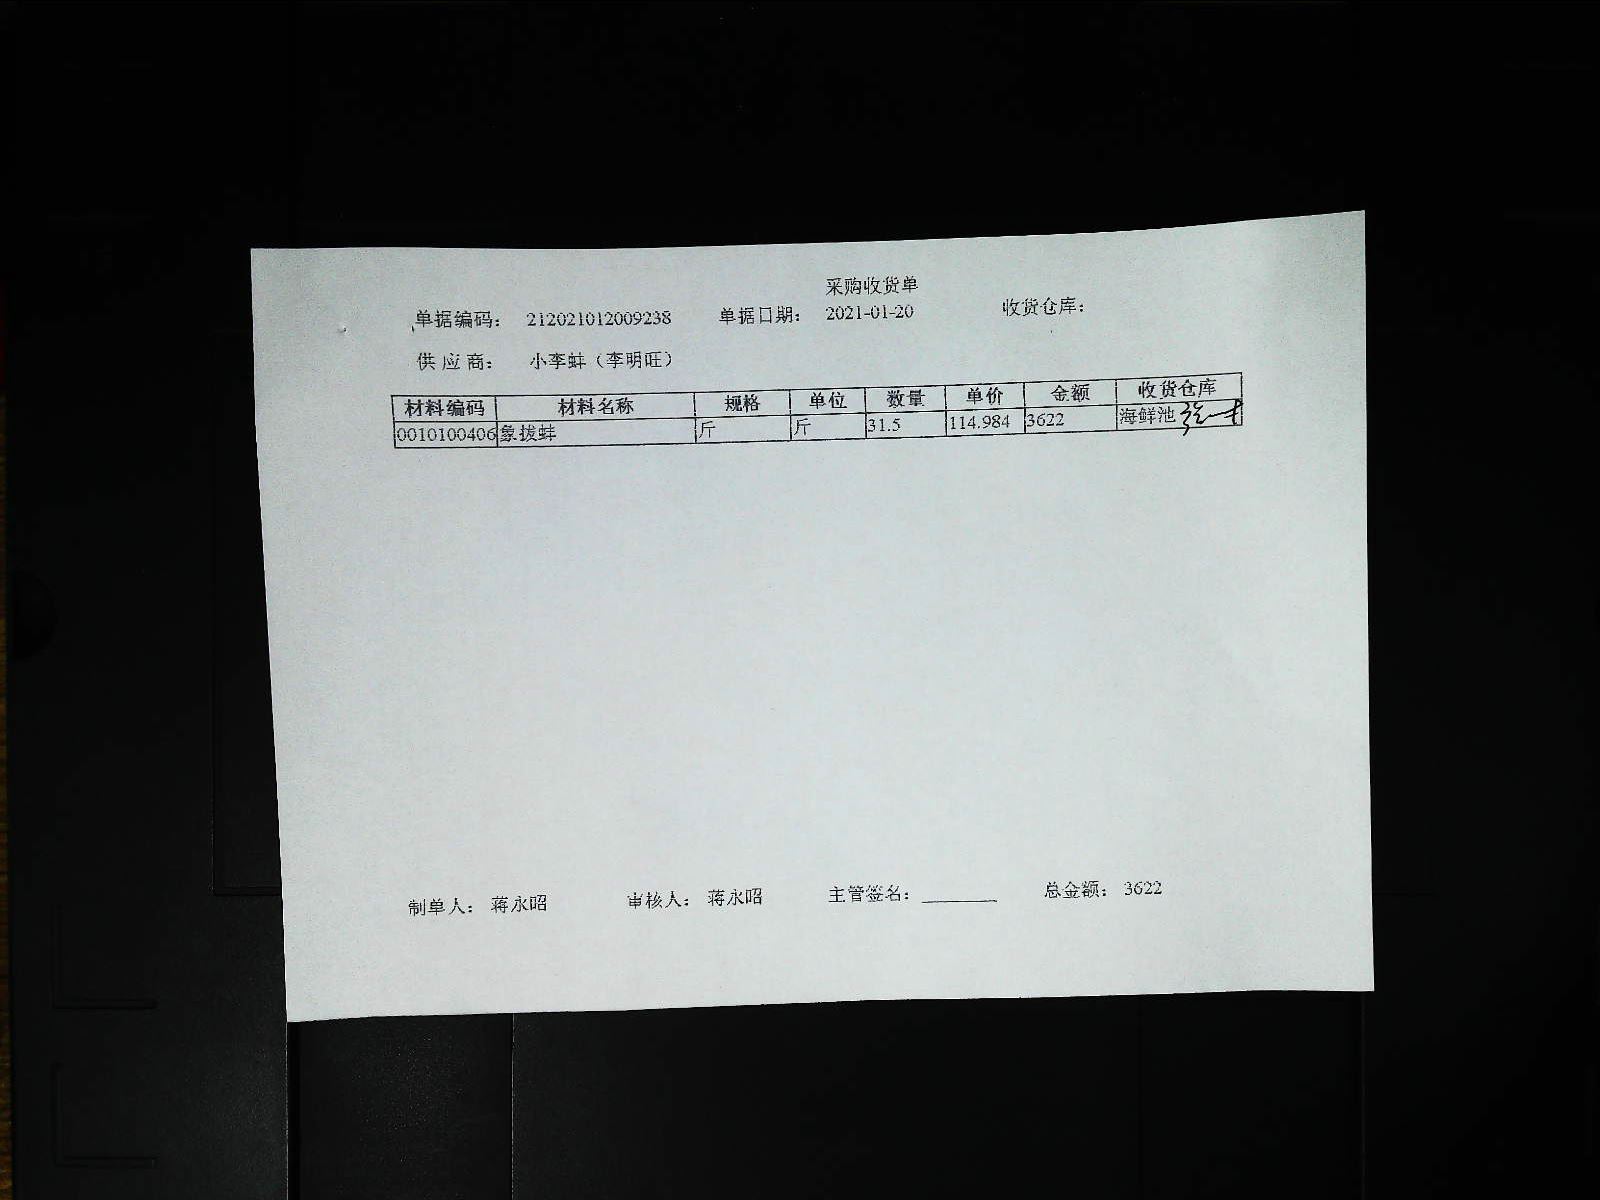 采购收货单
单据编码： 212021012009238 单据日期： 2021-01-20 收货仓库：
供 应 商： 小李蚌（李明旺）
材料编码 材料名称 规格 单位 数量 单价 金额 收货仓库
0010100406 象拔蚌 斤 斤 31.5 114.984 3622 海鲜池
制单人： 蒋永昭 审核人： 蒋永昭 主管签名： 总金额： 3622